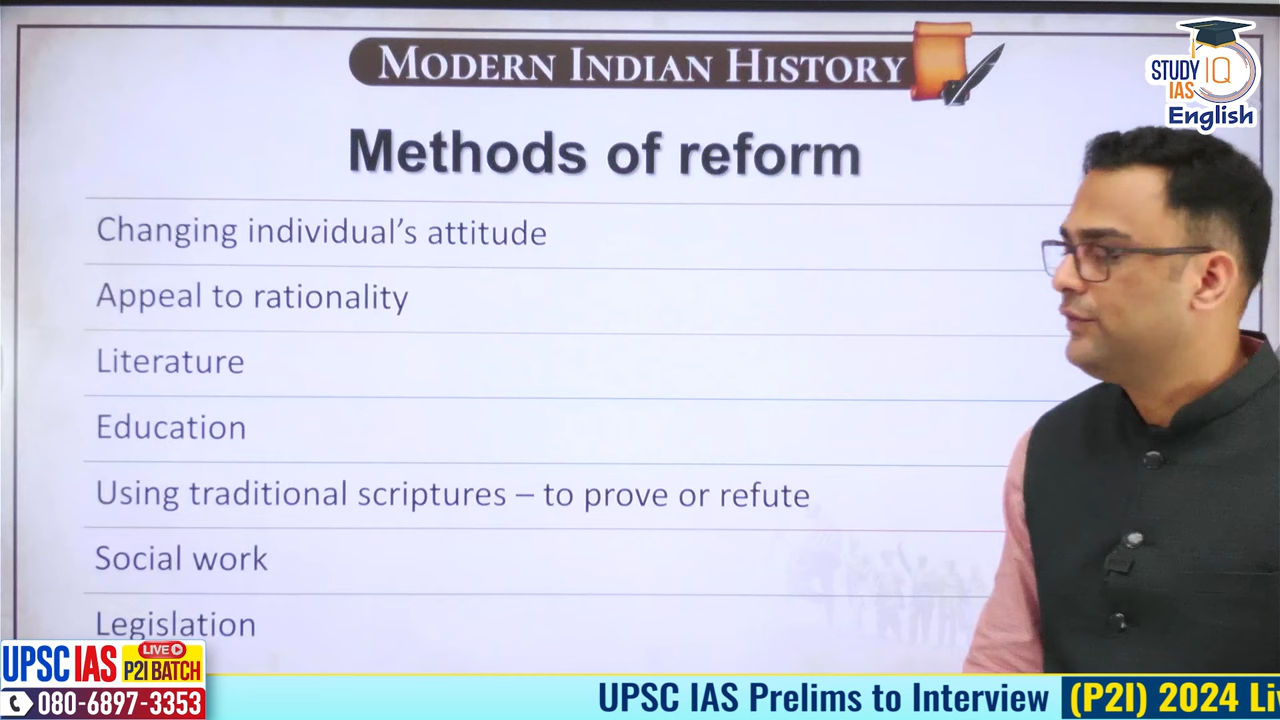 MODERN INDIAN HISTORY
STUDY IQ
IAS
English
Methods of reform
Changing individual’s attitude
Appeal to rationality
Literature
Education
Using traditional scriptures – to prove or refute
Social work
Legislation
UPSC IAS
LIVE
P2I BATCH
080-6897-3353
UPSC IAS Prelims to Interview (P2I) 2024 Li